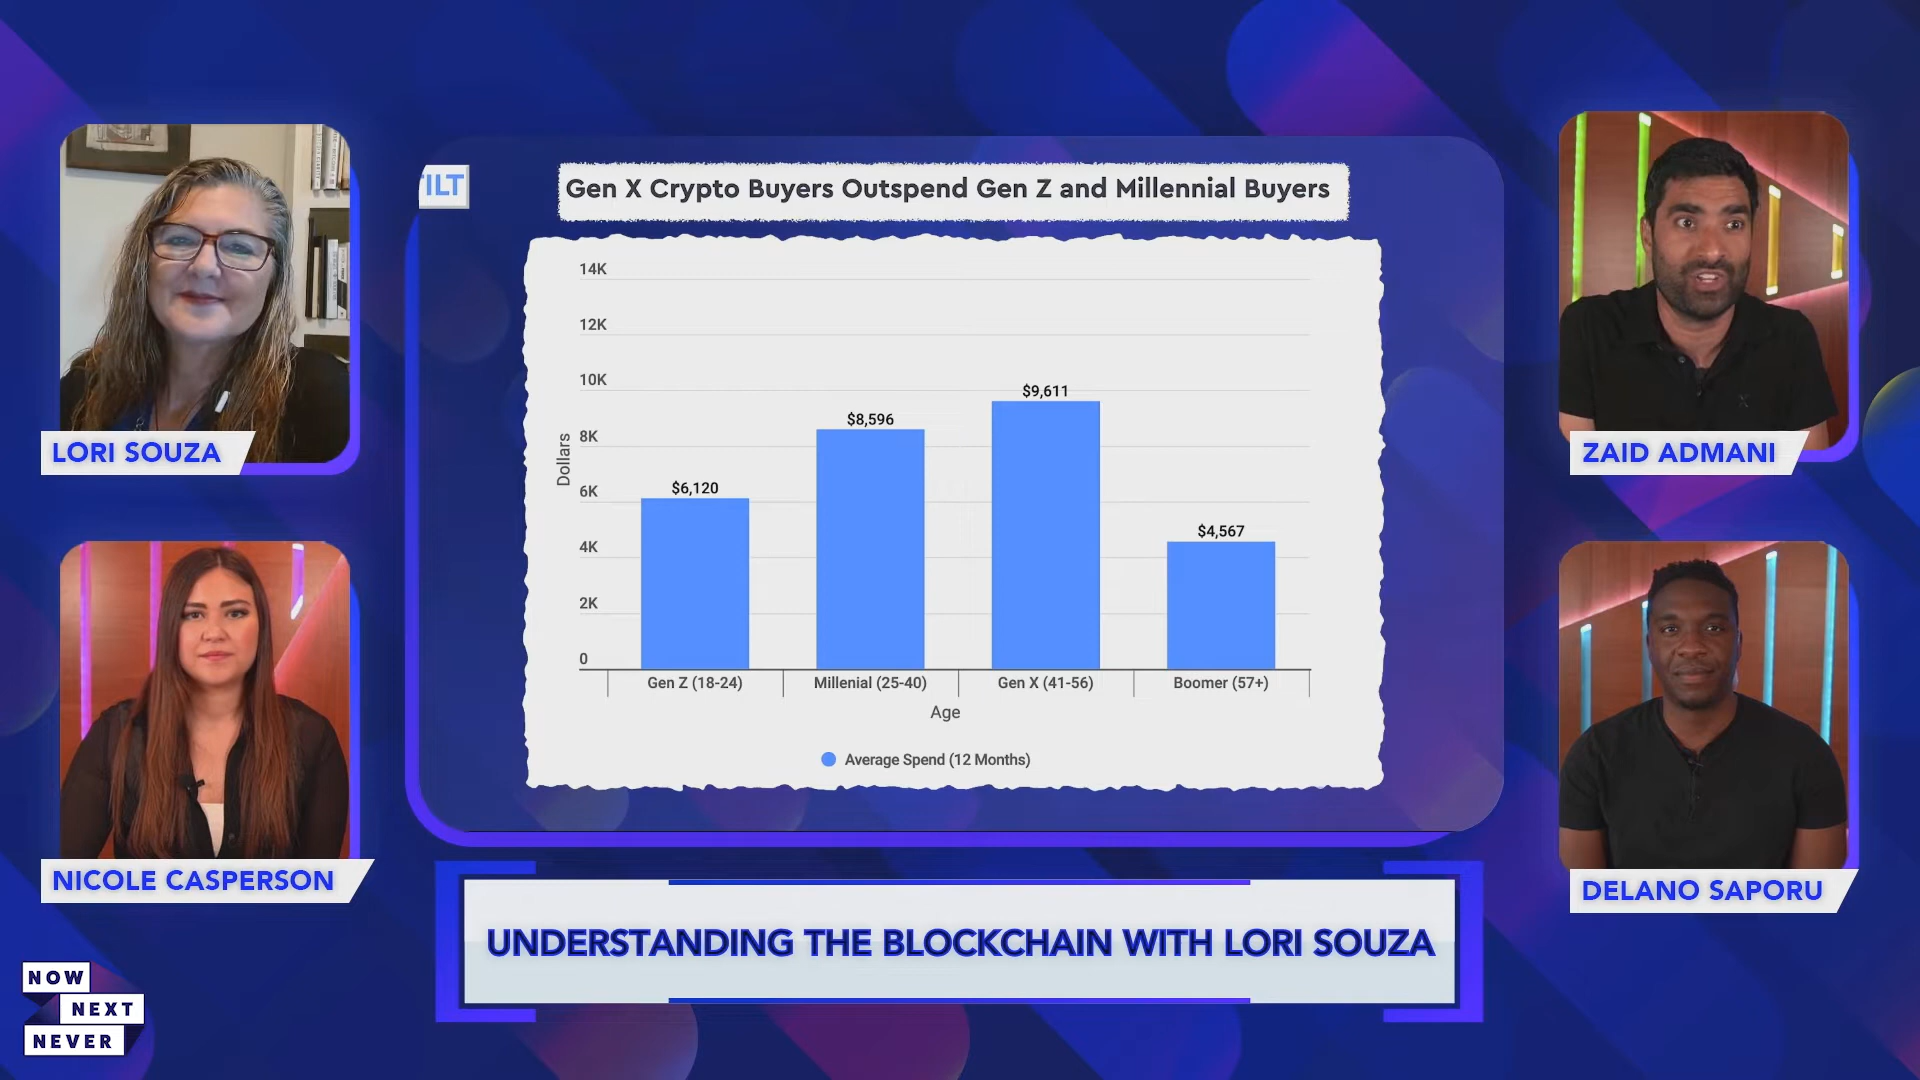 ILT
Gen X Crypto Buyers Outspend Gen Z and Millennial Buyers
14K
12K
10K
8K
6K
4K
2K
0
Dollars
$6,120
$8,596
$9,611
$4,567
Gen Z (18-24)
Millenial (25-40)
Gen X (41-56)
Boomer (57+)
Age
Average Spend (12 Months)
LORI SOUZA
ZAID ADMANI
NICOLE CASPERSON
DELANO SAPORU
UNDERSTANDING THE BLOCKCHAIN WITH LORI SOUZA
NOW
NEXT
NEVER